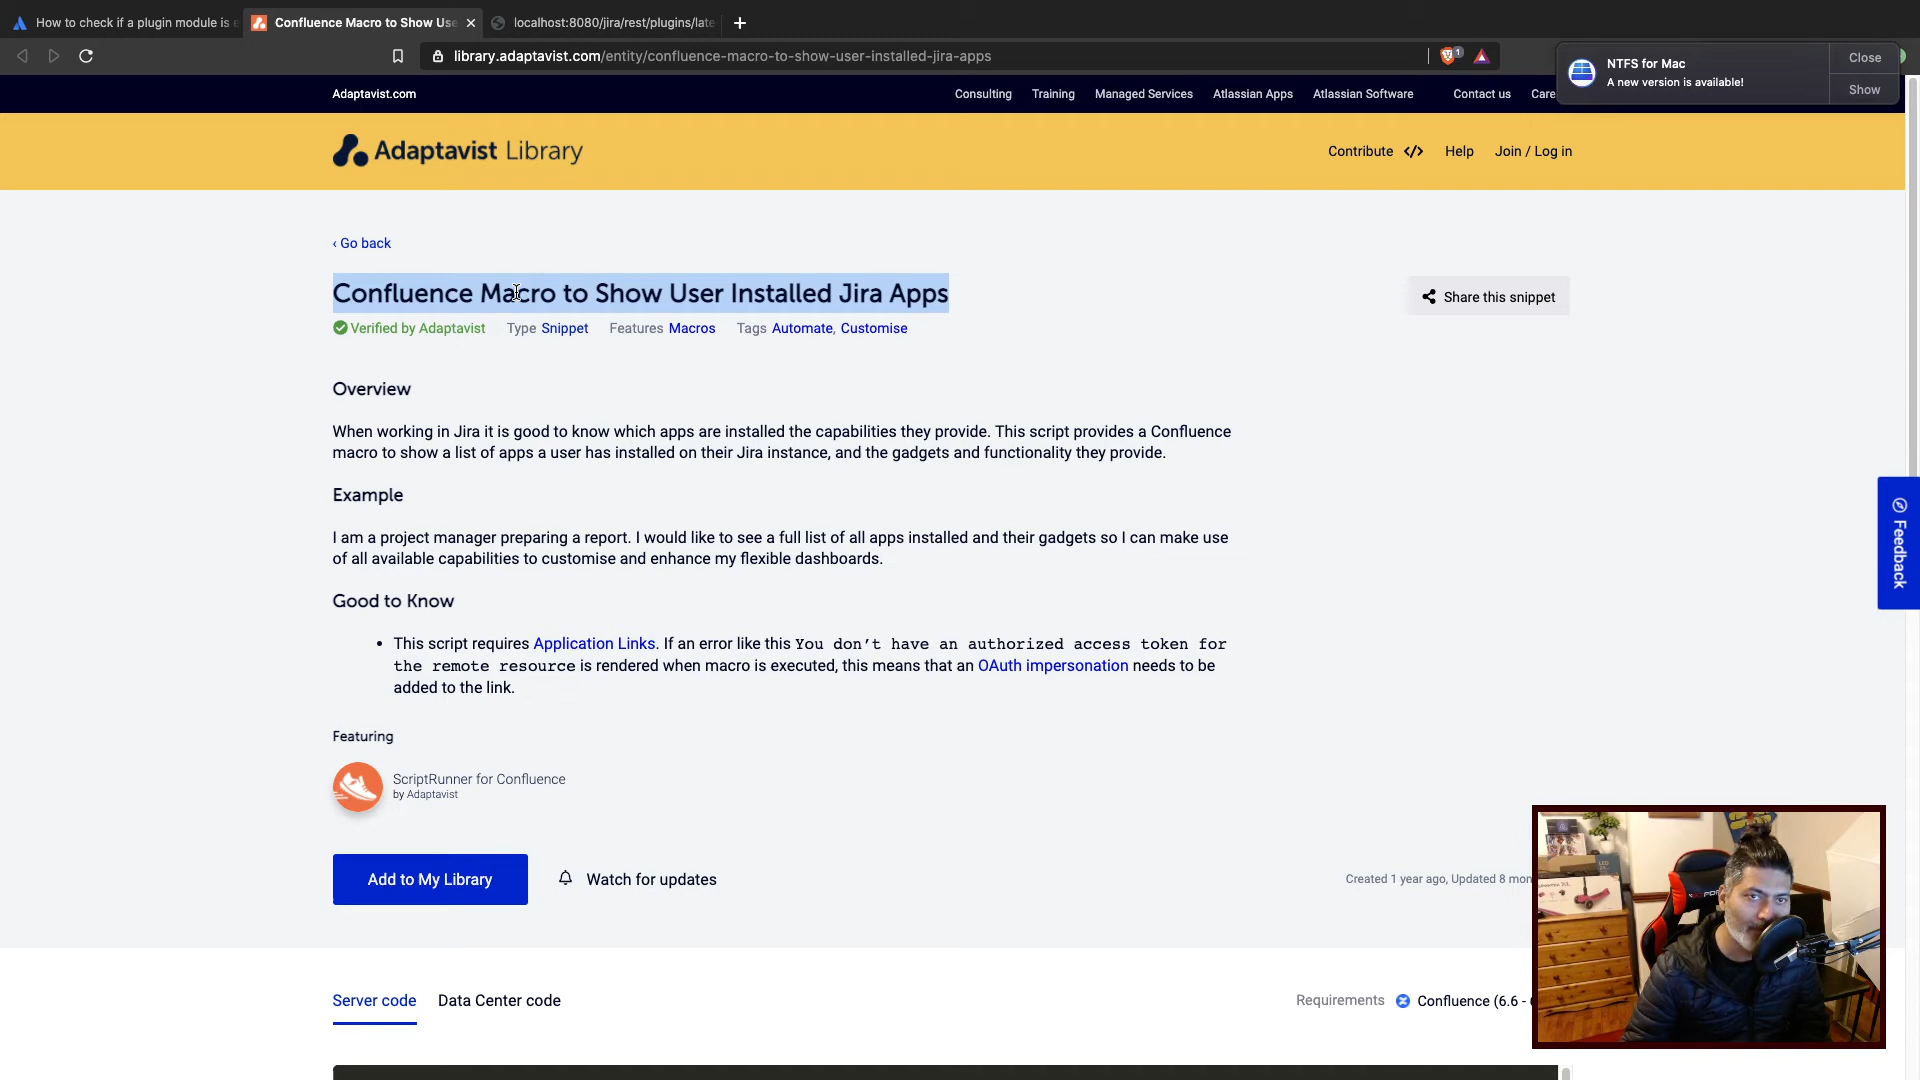 How to check if a plugin module is e
Confluence Macro to Show Use
localhost:8080/jira/rest/plugins/late
library.adaptavist.com/entity/confluence-macro-to-show-user-installed-jira-apps
1
NTFS for Mac
A new version is available!
Close
Show
Adaptavist.com
Consulting
Training
Managed Services
Atlassian Apps
Atlassian Software
Contact us
Care
Adaptavist Library
Contribute </>
Help
Join / Log in
‹ Go back
Confluence Macro to Show User Installed Jira Apps
Share this snippet
Verified by Adaptavist Type Snippet Features Macros Tags Automate, Customise
Overview
When working in Jira it is good to know which apps are installed the capabilities they provide. This script provides a Confluence
macro to show a list of apps a user has installed on their Jira instance, and the gadgets and functionality they provide.
Example
I am a project manager preparing a report. I would like to see a full list of all apps installed and their gadgets so I can make use
of all available capabilities to customise and enhance my flexible dashboards.
Good to Know
• This script requires Application Links. If an error like this You don’t have an authorized access token for
the remote resource is rendered when macro is executed, this means that an OAuth impersonation needs to be
added to the link.
Featuring
ScriptRunner for Confluence
by Adaptavist
Add to My Library
Watch for updates
Created 1 year ago, Updated 8 mon
Feedback
Server code
Data Center code
Requirements Confluence (6.6 -